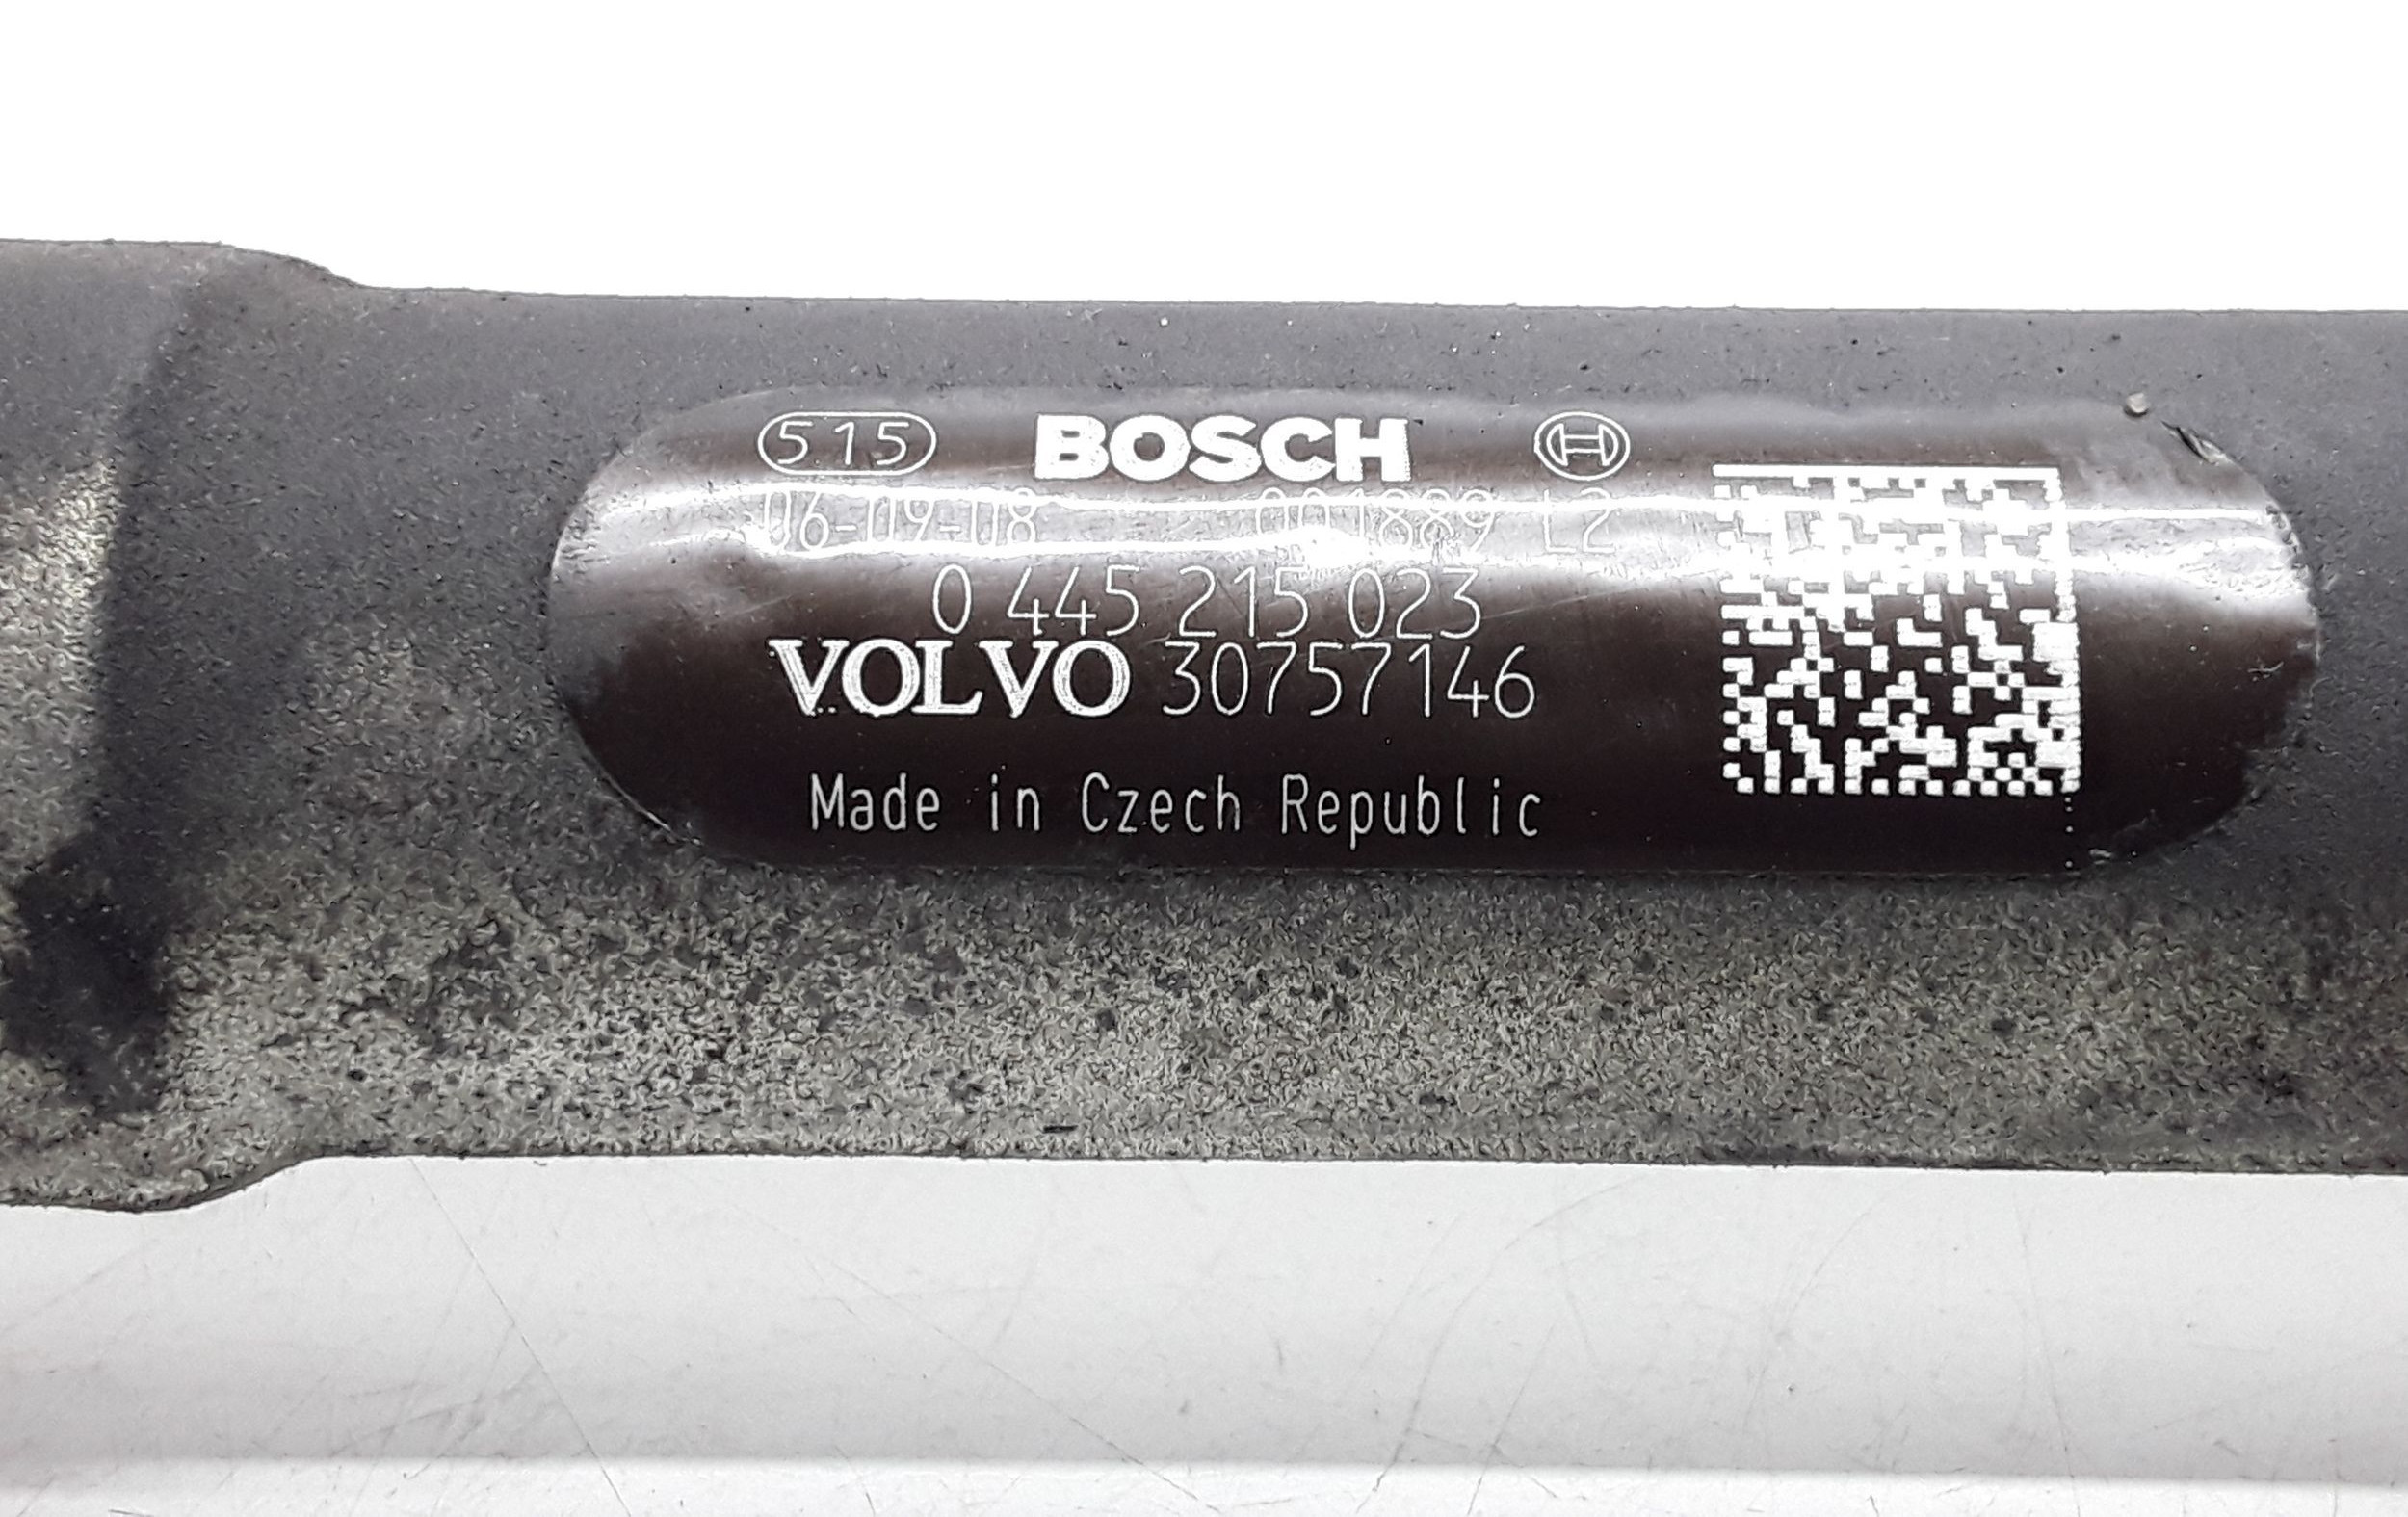 515 BOSCH
06-09-08 001889 L2
0 445 215 023
VOLVO 30757146
Made in Czech Republic